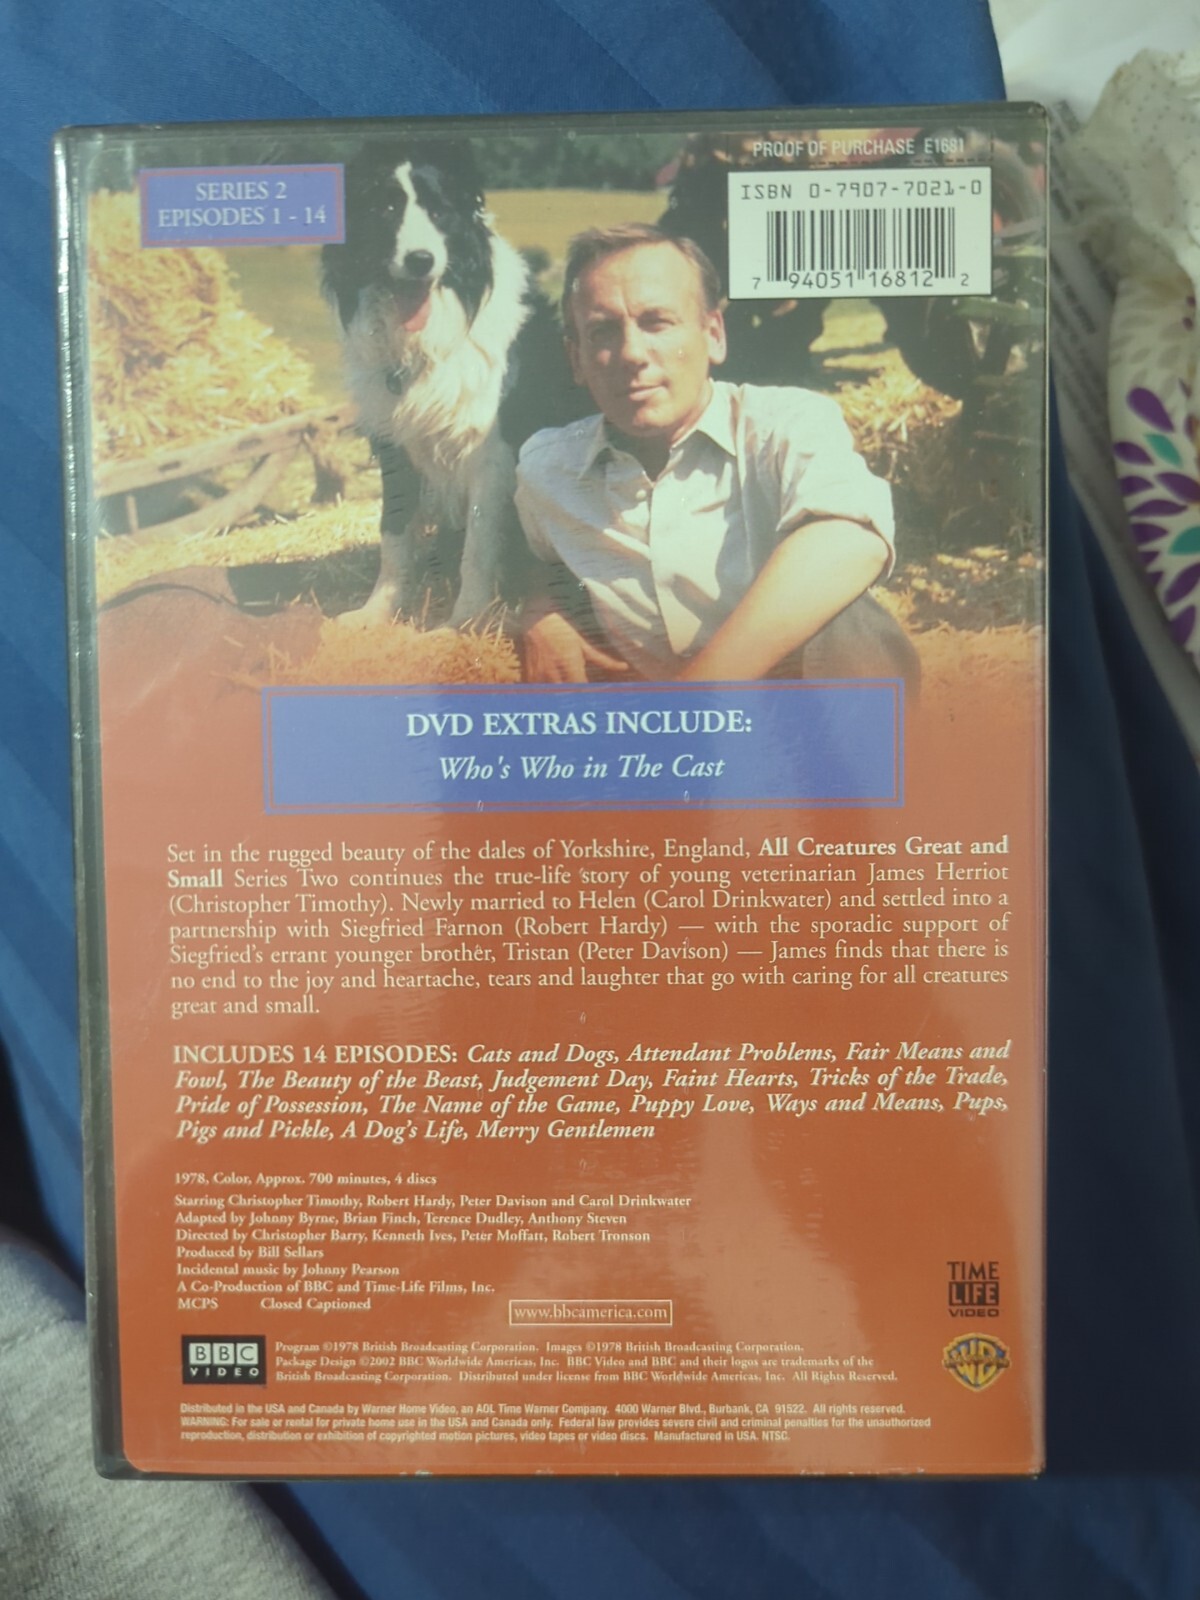 PROOF OF PURCHASE E1681
SERIES 2
EPISODES 1 - 14
ISBN 0-7907-7021-0
7 94051 16812 2
DVD EXTRAS INCLUDE:
Who's Who in The Cast
Set in the rugged beauty of the dales of Yorkshire, England, All Creatures Great and
Small Series Two continues the true-life story of young veterinarian James Herriot
(Christopher Timothy). Newly married to Helen (Carol Drinkwater) and settled into a
partnership with Siegfried Farnon (Robert Hardy) — with the sporadic support of
Siegfried's errant younger brother, Tristan (Peter Davison) — James finds that there is
no end to the joy and heartache, tears and laughter that go with caring for all creatures
great and small.
INCLUDES 14 EPISODES: Cats and Dogs, Attendant Problems, Fair Means and
Fowl, The Beauty of the Beast, Judgement Day, Faint Hearts, Tricks of the Trade,
Pride of Possession, The Name of the Game, Puppy Love, Ways and Means, Pups,
Pigs and Pickle, A Dog's Life, Merry Gentlemen
1978, Color, Approx. 700 minutes, 4 discs
Starring Christopher Timothy, Robert Hardy, Peter Davison and Carol Drinkwater
Adapted by Johnny Byrne, Brian Finch, Terence Dudley, Anthony Steven
Directed by Christopher Barry, Kenneth Ives, Peter Moffatt, Robert Tronson
Produced by Bill Sellars
Incidental music by Johnny Pearson
A Co-Production of BBC and Time-Life Films, Inc.
MCPS Closed Captioned
www.bbcamerica.com
TIME
LIFE
VIDEO
BBC
VIDEO
Program ©1978 British Broadcasting Corporation. Images ©1978 British Broadcasting Corporation.
Package Design ©2002 BBC Worldwide Americas, Inc. BBC Video and BBC and their logos are trademarks of the
British Broadcasting Corporation. Distributed under license from BBC Worldwide Americas, Inc. All Rights Reserved.
Distributed in the USA and Canada by Warner Home Video, an AOL Time Warner Company. 4000 Warner Blvd., Burbank, CA 91522. All rights reserved.
WARNING: For sale or rental for private home use in the USA and Canada only. Federal law provides severe civil and criminal penalties for the unauthorized
reproduction, distribution or exhibition of copyrighted motion pictures, video tapes or video discs. Manufactured in USA. NTSC.